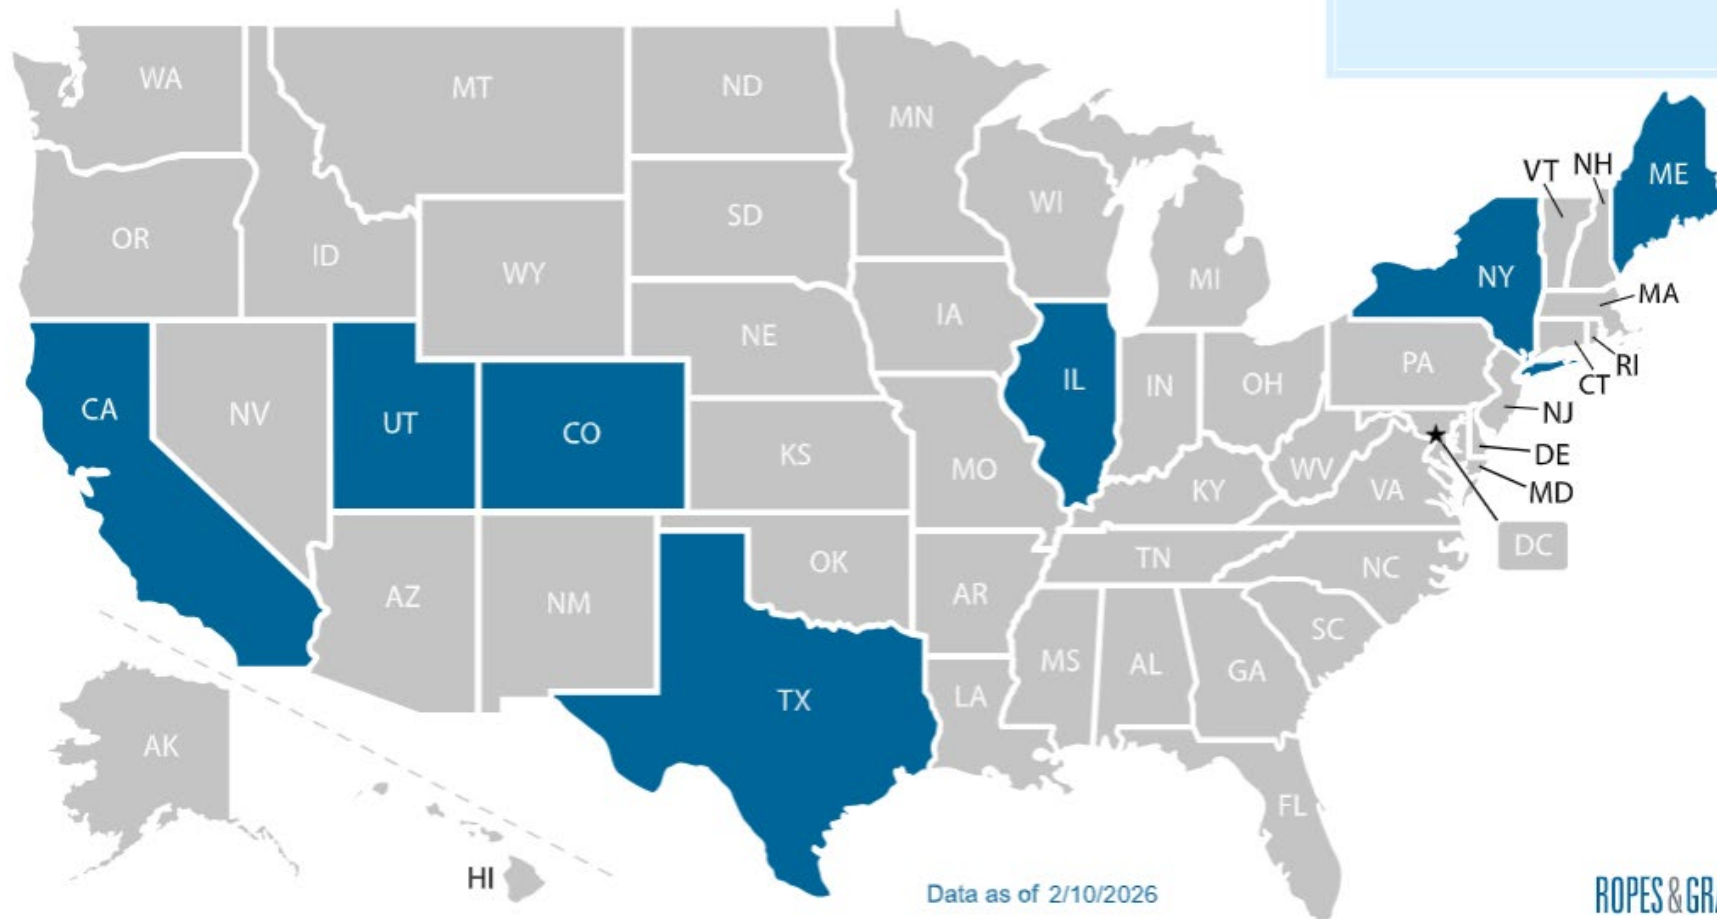 WA
MT
ND
MN
ME
VT
NH
OR
ID
SD
WI
WY
MI
NY
MA
IA
NE
PA
RI
CT
CA
NV
UT
CO
IL
IN
OH
NJ
KS
MO
WV
VA
DE
KY
MD
DC
AZ
NM
OK
AR
TN
NC
SC
MS
AL
GA
TX
LA
AK
FL
HI
Data as of 2/10/2026
ROPES & GRA